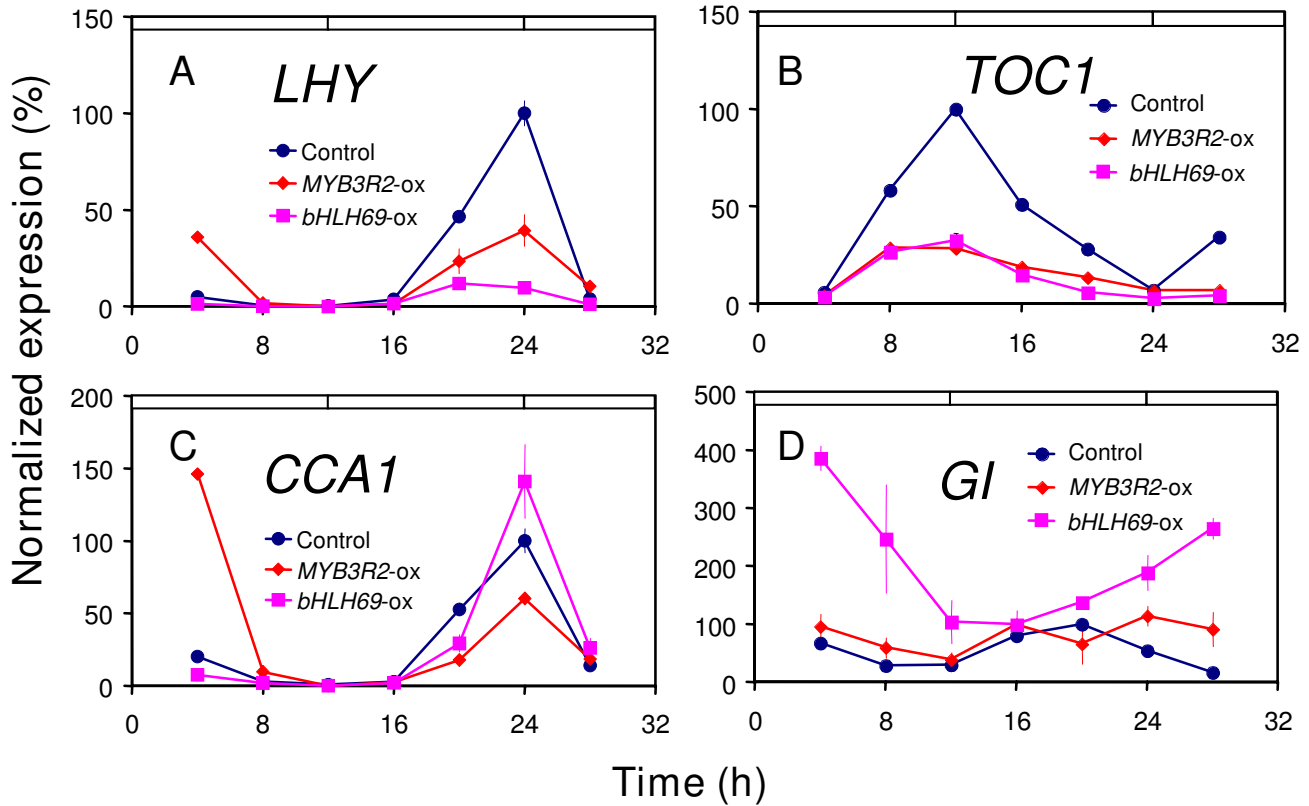 Normalized expression (%)
A
LHY
Control
MYB3R2-ox
bHLH69-ox
150
100
50
0
0 8 16 24 32
B
TOC1
Control
MYB3R2-ox
bHLH69-ox
150
100
50
0
0 8 16 24 32
C
CCA1
Control
MYB3R2-ox
bHLH69-ox
200
150
100
50
0
0 8 16 24 32
D
GI
Control
MYB3R2-ox
bHLH69-ox
500
400
300
200
100
0
0 8 16 24 32
Time (h)